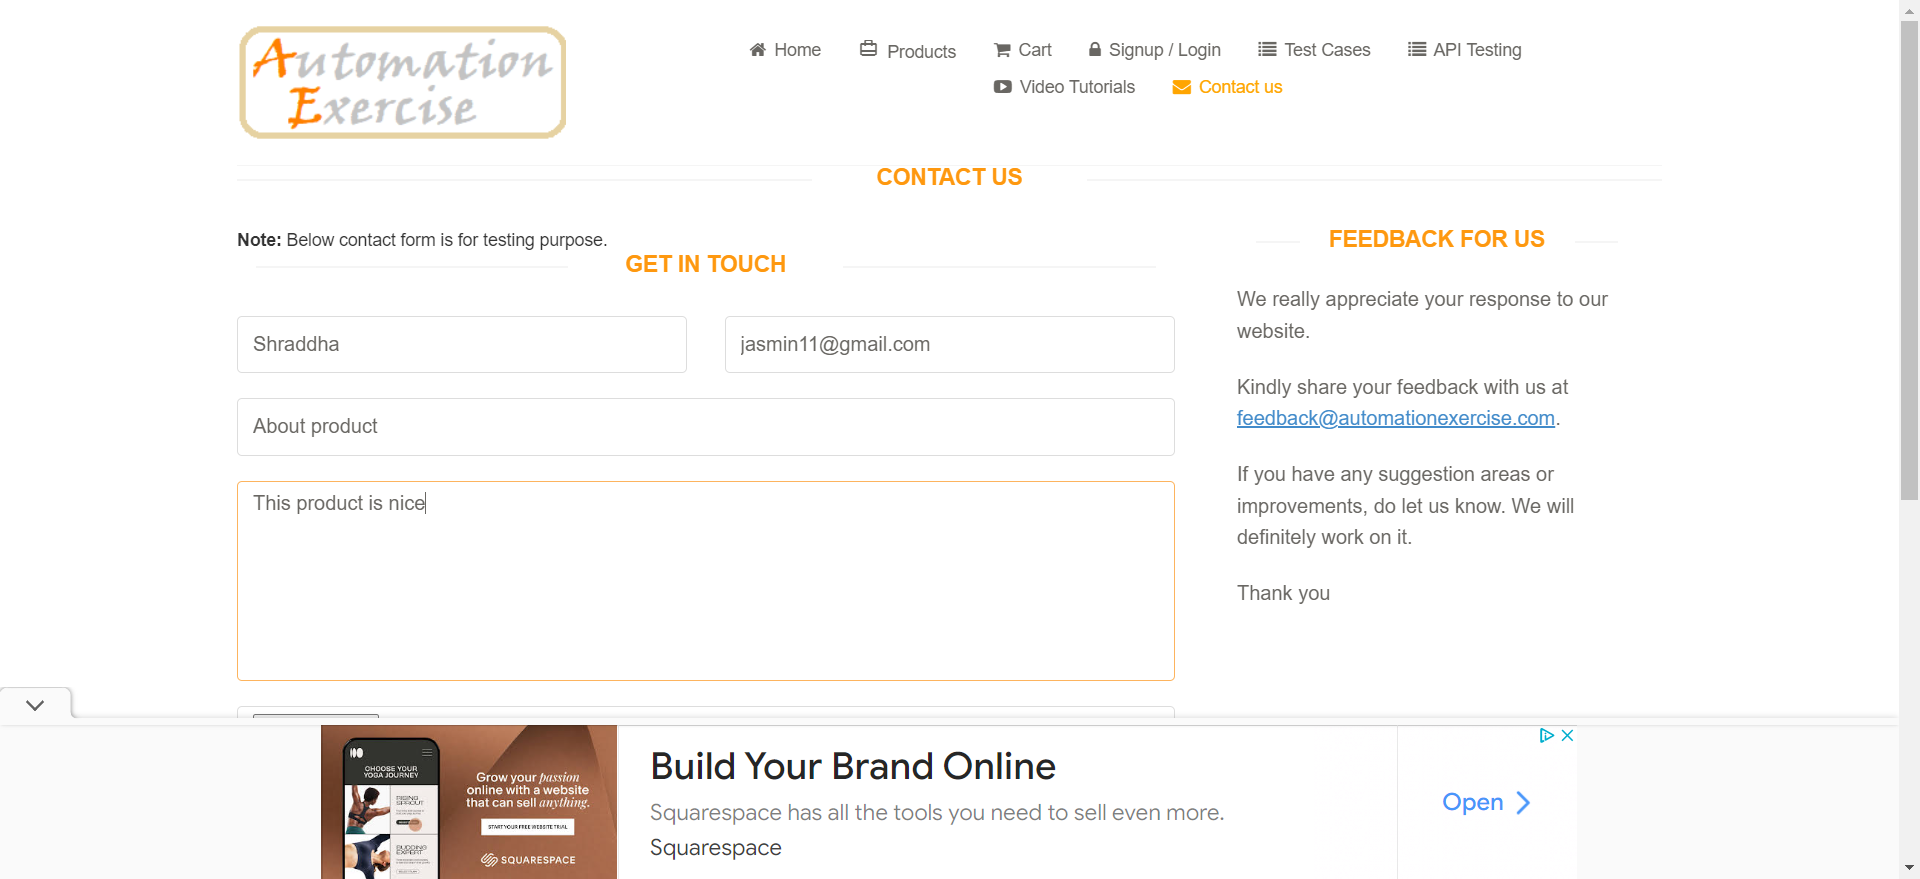 Automation
Exercise
Home
Products
Cart
Signup / Login
Test Cases
API Testing
Video Tutorials
Contact us
CONTACT US
Note: Below contact form is for testing purpose.
GET IN TOUCH
Shraddha
jasmin11@gmail.com
About product
This product is nice
FEEDBACK FOR US
We really appreciate your response to our
website.
Kindly share your feedback with us at
feedback@automationexercise.com.
If you have any suggestion areas or
improvements, do let us know. We will
definitely work on it.
Thank you
CHOOSE YOUR
YOGA JOURNEY
RISING
SPROUT
BUDDING
EXPERT
Grow your passion
online with a website
that can sell anything.
START YOUR FREE WEBSITE TRIAL
SQUARESPACE
Build Your Brand Online
Squarespace has all the tools you need to sell even more.
Squarespace
Open